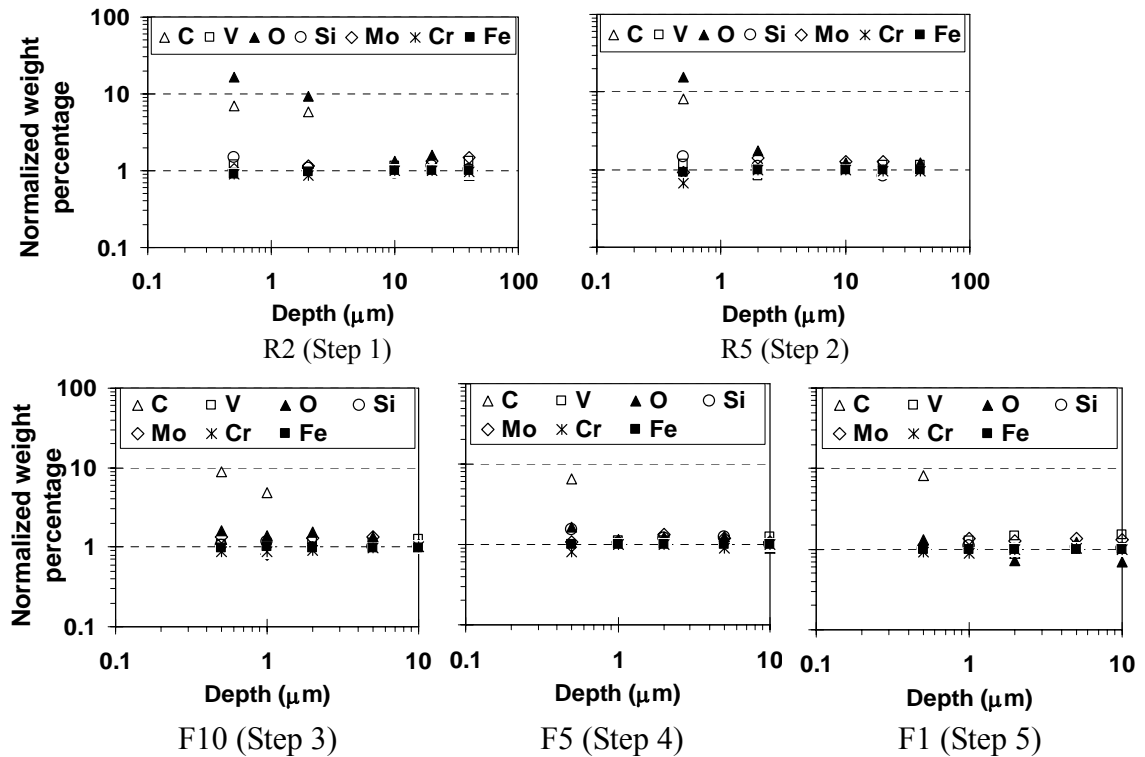 Normalized weight percentage
100
10
1
0.1
C V O Si Mo Cr Fe
0.1 1 10 100
Depth (μm)
R2 (Step 1)
C V O Si Mo Cr Fe
0.1 1 10 100
Depth (μm)
R5 (Step 2)
Normalized weight percentage
100
10
1
0.1
C V O Si
Mo Cr Fe
0.1 1 10
Depth (μm)
F10 (Step 3)
C V O Si
Mo Cr Fe
0.1 1 10
Depth (μm)
F5 (Step 4)
C V O Si
Mo Cr Fe
0.1 1 10
Depth (μm)
F1 (Step 5)